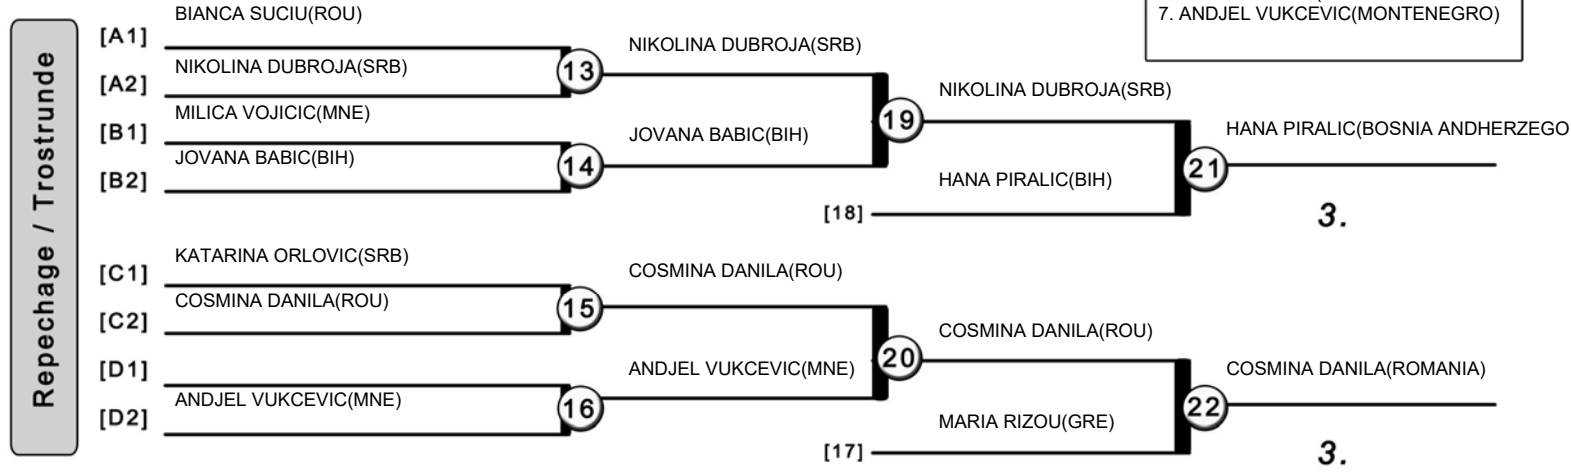 7. ANDJEL VUKCEVIC(MONTENEGRO)
Repechage / Trostrunde
BIANCA SUCIU(ROU)
[A1]
NIKOLINA DUBROJA(SRB)
[A2]
13
NIKOLINA DUBROJA(SRB)
MILICA VOJICIC(MNE)
[B1]
JOVANA BABIC(BIH)
[B2]
14
JOVANA BABIC(BIH)
19
NIKOLINA DUBROJA(SRB)
HANA PIRALIC(BIH)
[18]
21
HANA PIRALIC(BOSNIA ANDHERZEGO
3.
KATARINA ORLOVIC(SRB)
[C1]
COSMINA DANILA(ROU)
[C2]
15
COSMINA DANILA(ROU)
[D1]
ANDJEL VUKCEVIC(MNE)
[D2]
16
ANDJEL VUKCEVIC(MNE)
20
COSMINA DANILA(ROU)
MARIA RIZOU(GRE)
[17]
22
COSMINA DANILA(ROMANIA)
3.